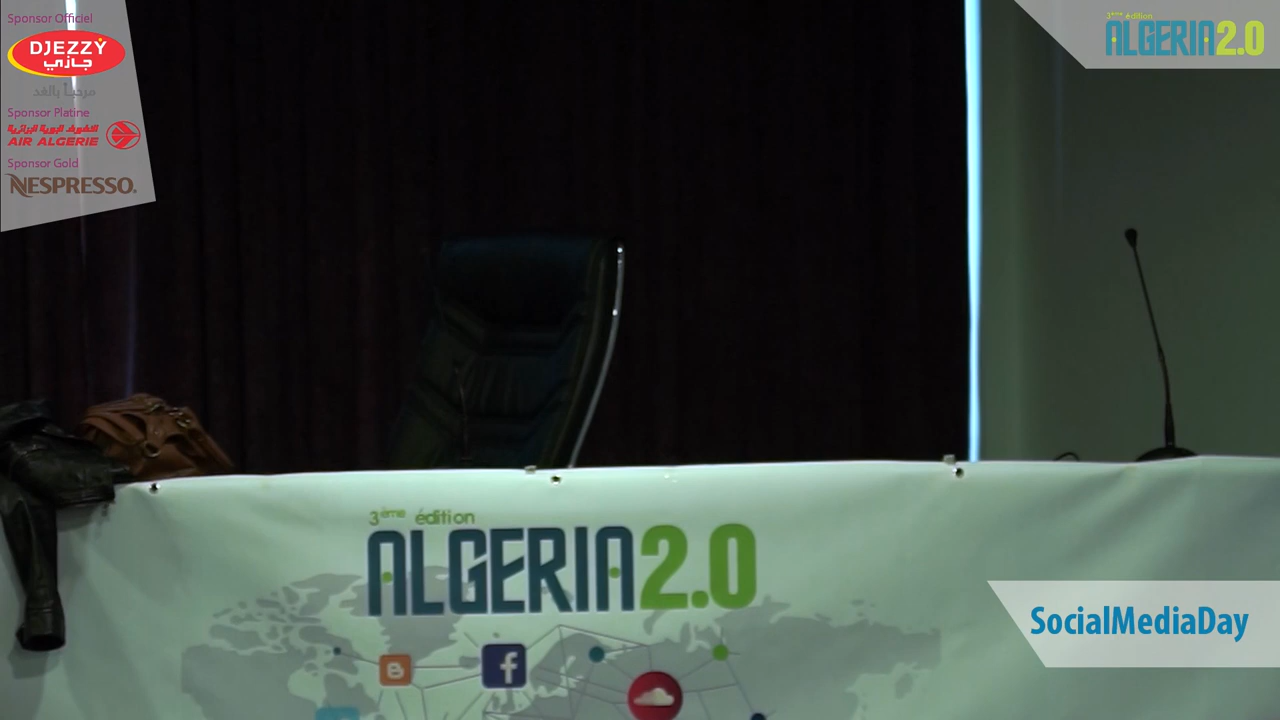 Sponsor Officiel
DJEZZY
جازي
مرحباً بالغد
Sponsor Platine
الخطوط الجوية الجزائرية
AIR ALGERIE
Sponsor Gold
NESPRESSO.
3ème édition
ALGERIA2.0
3ème édition
ALGERIA2.0
SocialMediaDay